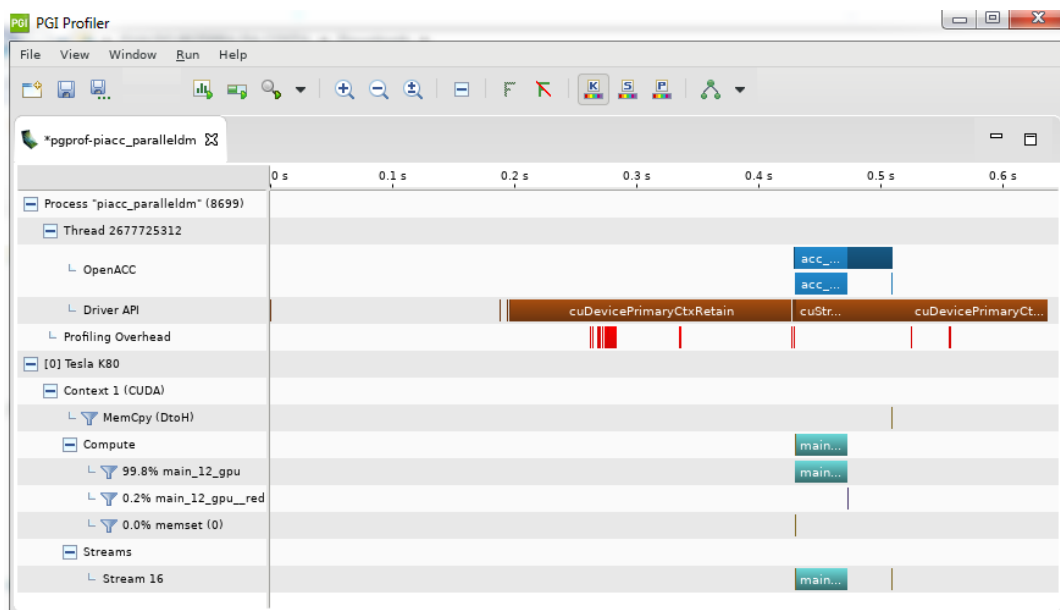 PGI PGI Profiler
File View Window Run Help
F K S P
*pgprof-piacc_paralleldm
0 s 0.1 s 0.2 s 0.3 s 0.4 s 0.5 s 0.6 s
Process "piacc_paralleldm" (8699)
Thread 2677725312
OpenACC acc_...
acc_...
Driver API cuDevicePrimaryCtxRetain cuStr... cuDevicePrimaryCt...
Profiling Overhead
[0] Tesla K80
Context 1 (CUDA)
MemCpy (DtoH)
Compute main...
99.8% main_12_gpu main...
0.2% main_12_gpu__red
0.0% memset (0)
Streams
Stream 16 main...